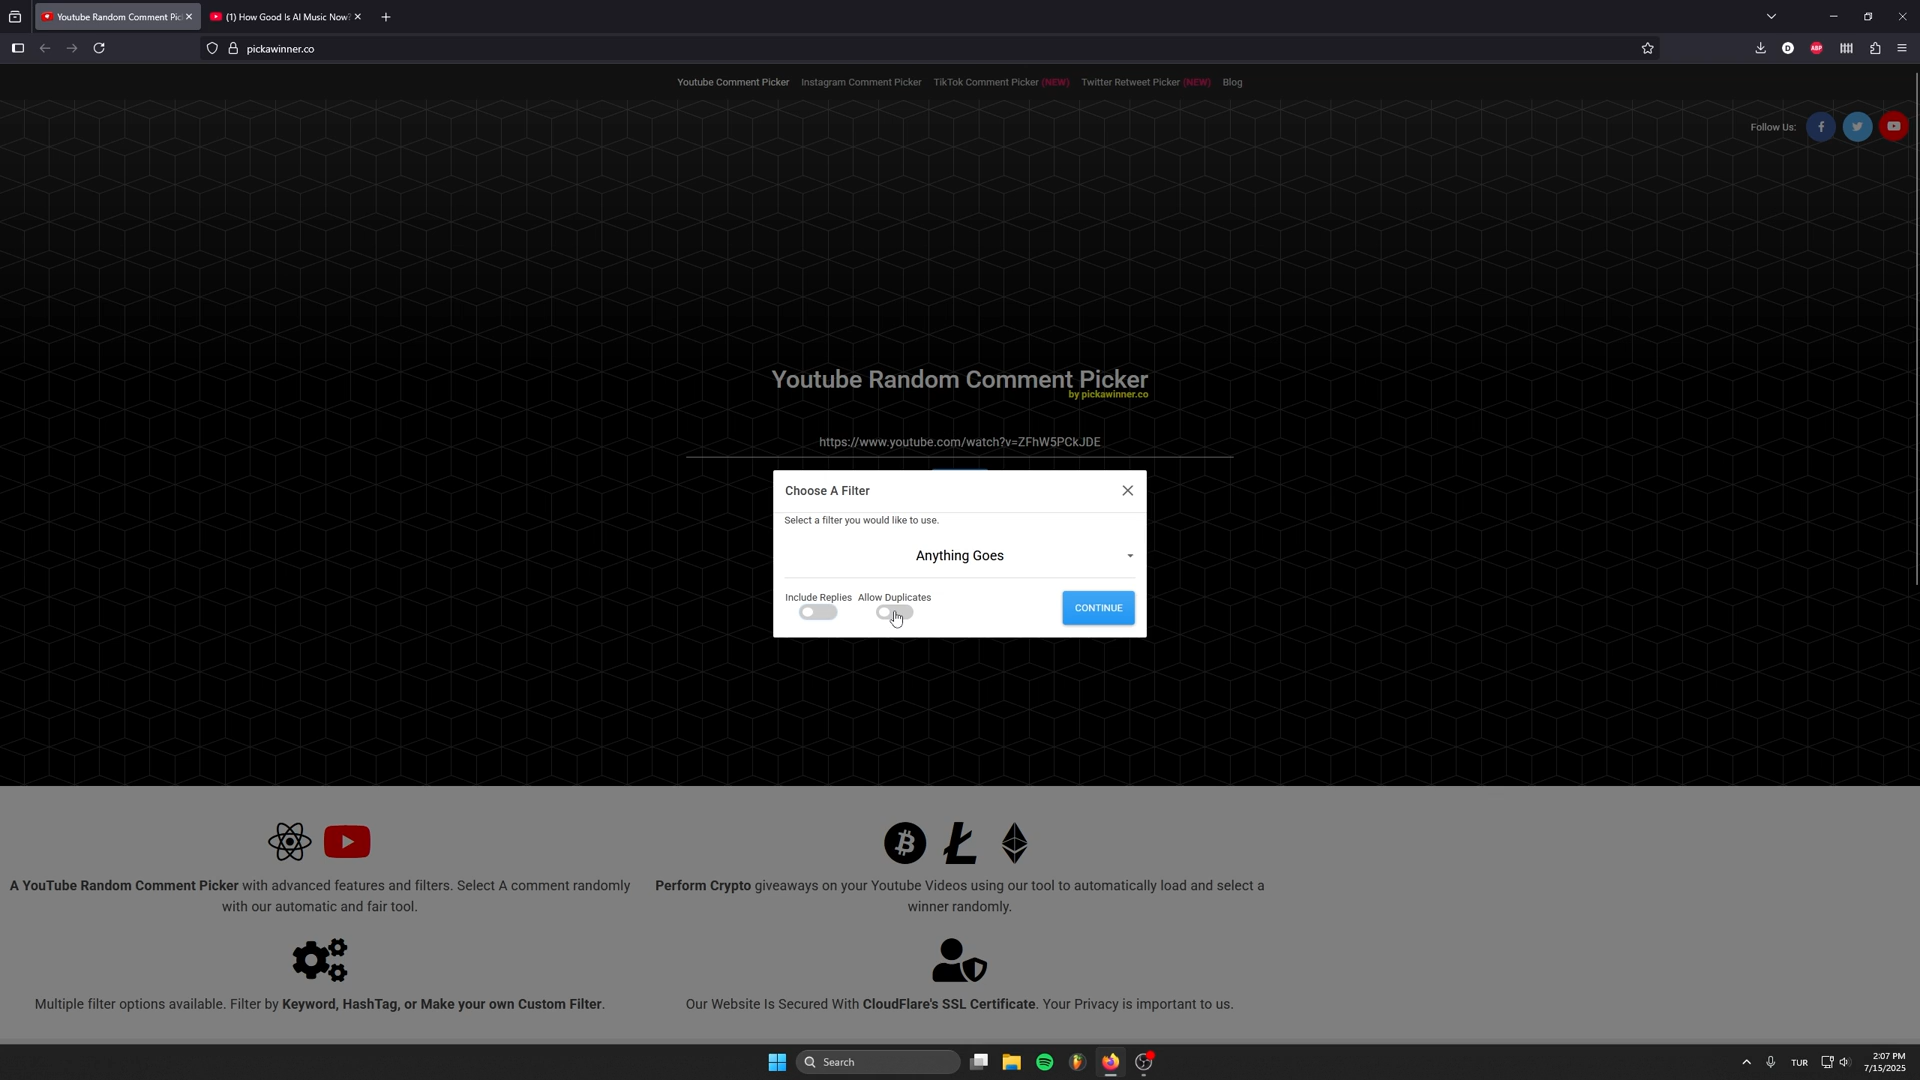 Youtube Random Comment Pic
(1) How Good Is AI Music Now?
pickawinner.co
ABP
Youtube Comment Picker Instagram Comment Picker TikTok Comment Picker (NEW) Twitter Retweet Picker (NEW) Blog
Follow Us:
Youtube Random Comment Picker
by pickawinner.co
https://www.youtube.com/watch?v=ZFhW5PCkJDE
Choose A Filter
Select a filter you would like to use.
Anything Goes
Include Replies Allow Duplicates
CONTINUE
A YouTube Random Comment Picker with advanced features and filters. Select A comment randomly
with our automatic and fair tool.
Perform Crypto giveaways on your Youtube Videos using our tool to automatically load and select a
winner randomly.
Multiple filter options available. Filter by Keyword, HashTag, or Make your own Custom Filter.
Our Website Is Secured With CloudFlare's SSL Certificate. Your Privacy is important to us.
Search
TUR
2:07 PM
7/15/2025